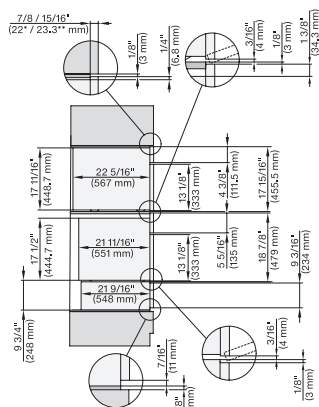 7/8 / 15/16"
(22* / 23.3** mm)
1/8"
(3 mm)
1/4"
(6.8 mm)
3/16"
(4 mm)
1/8"
(3 mm)
1 3/8"
(34.3 mm)
17 11/16"
(448.7 mm)
22 5/16"
(567 mm)
13 1/8"
(333 mm)
4 3/8"
(111.5 mm)
17 15/16"
(455.5 mm)
17 1/2"
(444.7 mm)
21 11/16"
(551 mm)
13 1/8"
(333 mm)
5 5/16"
(135 mm)
18 7/8"
(479 mm)
9 3/16"
(234 mm)
21 9/16"
(548 mm)
9 3/4"
(248 mm)
7/16"
(11 mm)
3/16"
(4 mm)
1/8"
(3 mm)
8"
mm)